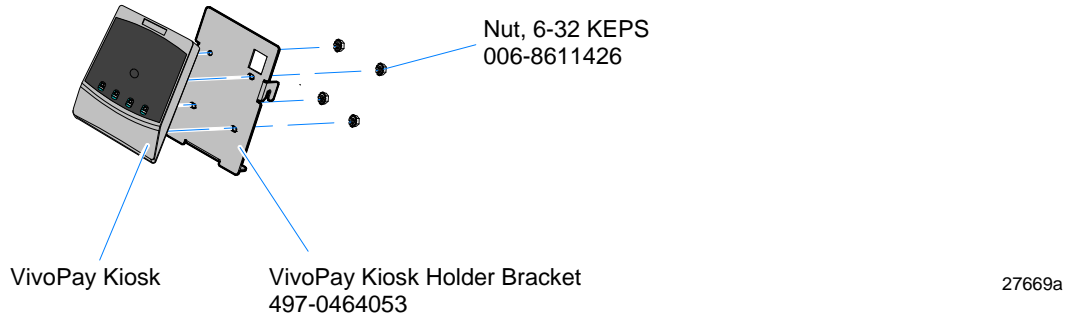 Nut, 6-32 KEPS
006-8611426
VivoPay Kiosk
VivoPay Kiosk Holder Bracket
497-0464053
27669a